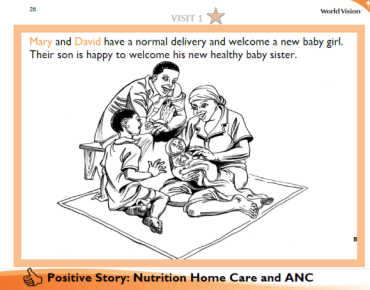 26
World Vision
VISIT 1
Mary and David have a normal delivery and welcome a new baby girl.
Their son is happy to welcome his new healthy baby sister.
Positive Story: Nutrition Home Care and ANC